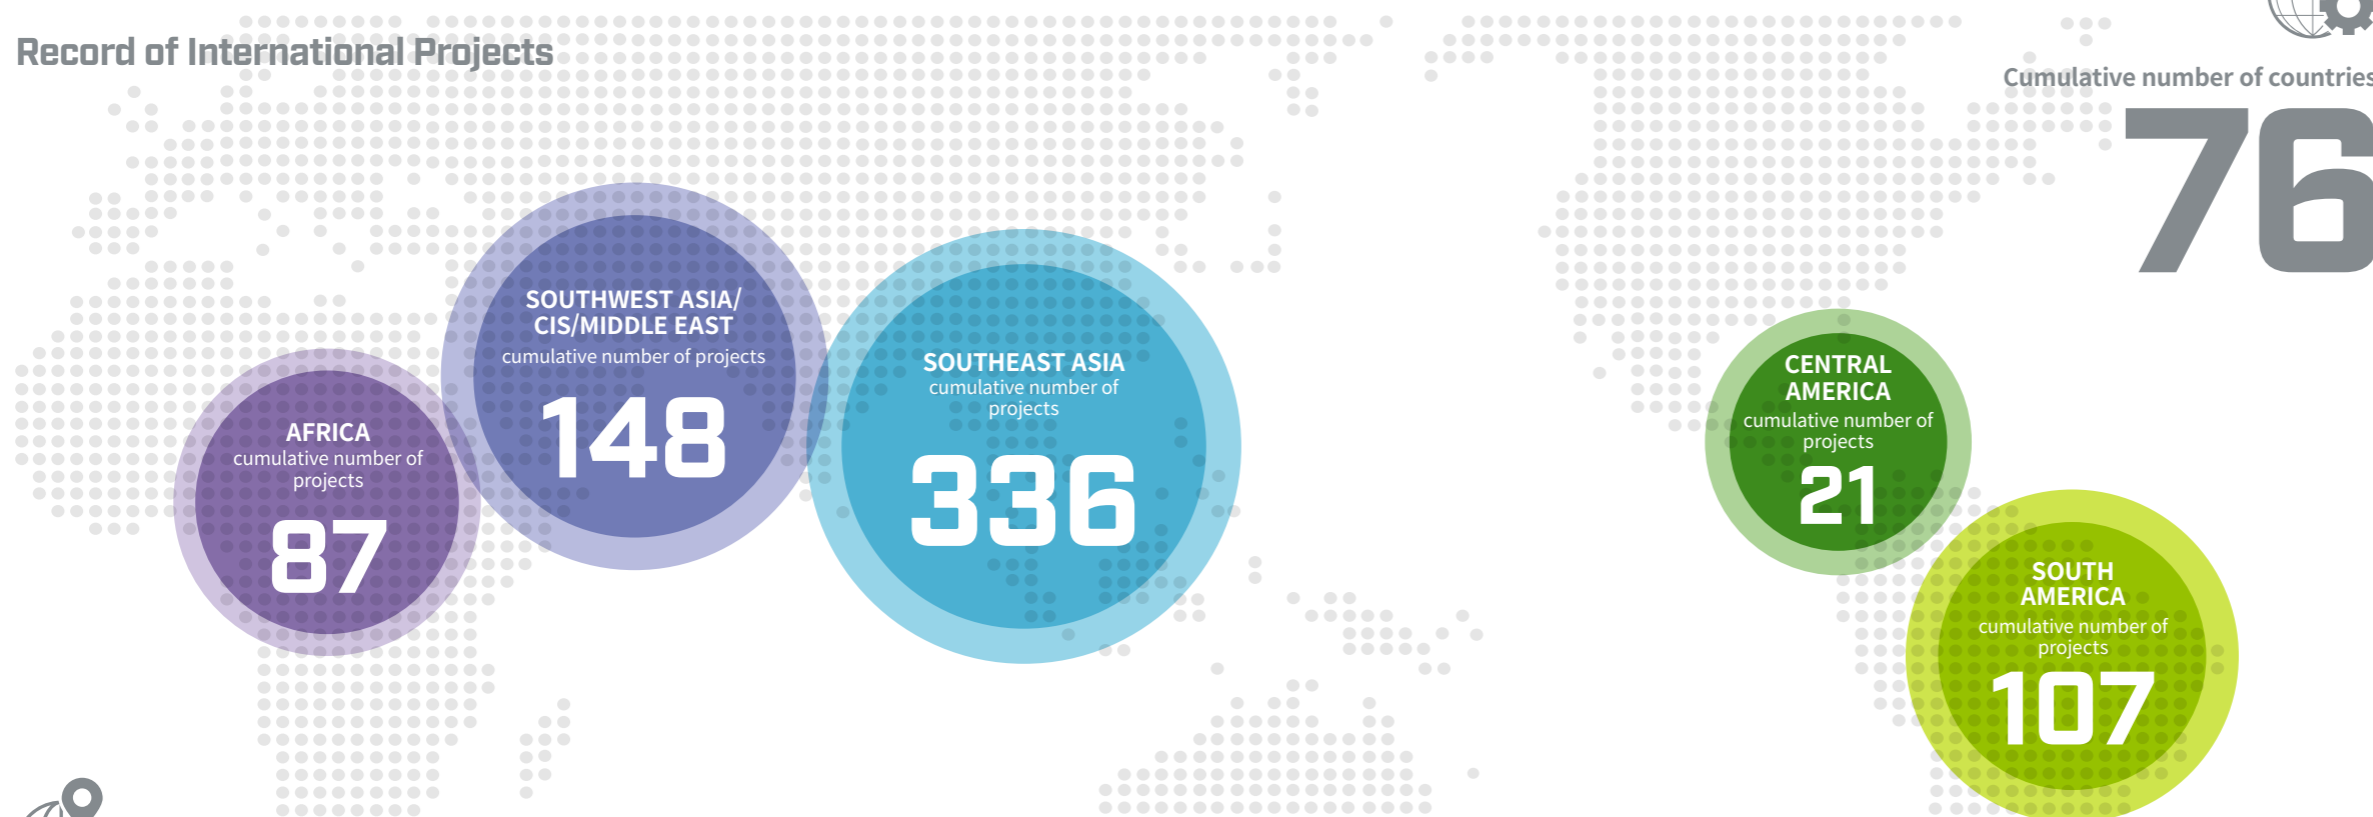 Record of International Projects
Cumulative number of countries
76
SOUTHWEST ASIA/
CIS/MIDDLE EAST
cumulative number of projects
148
SOUTHEAST ASIA
cumulative number of
projects
336
AFRICA
cumulative number of
projects
87
CENTRAL
AMERICA
cumulative number of
projects
21
SOUTH
AMERICA
cumulative number of
projects
107